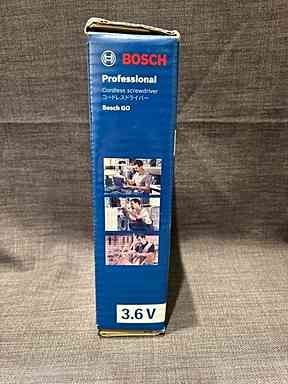 BOSCH
Professional
Cordless screwdriver
コードレスドライバー
Bosch GO
3.6 V